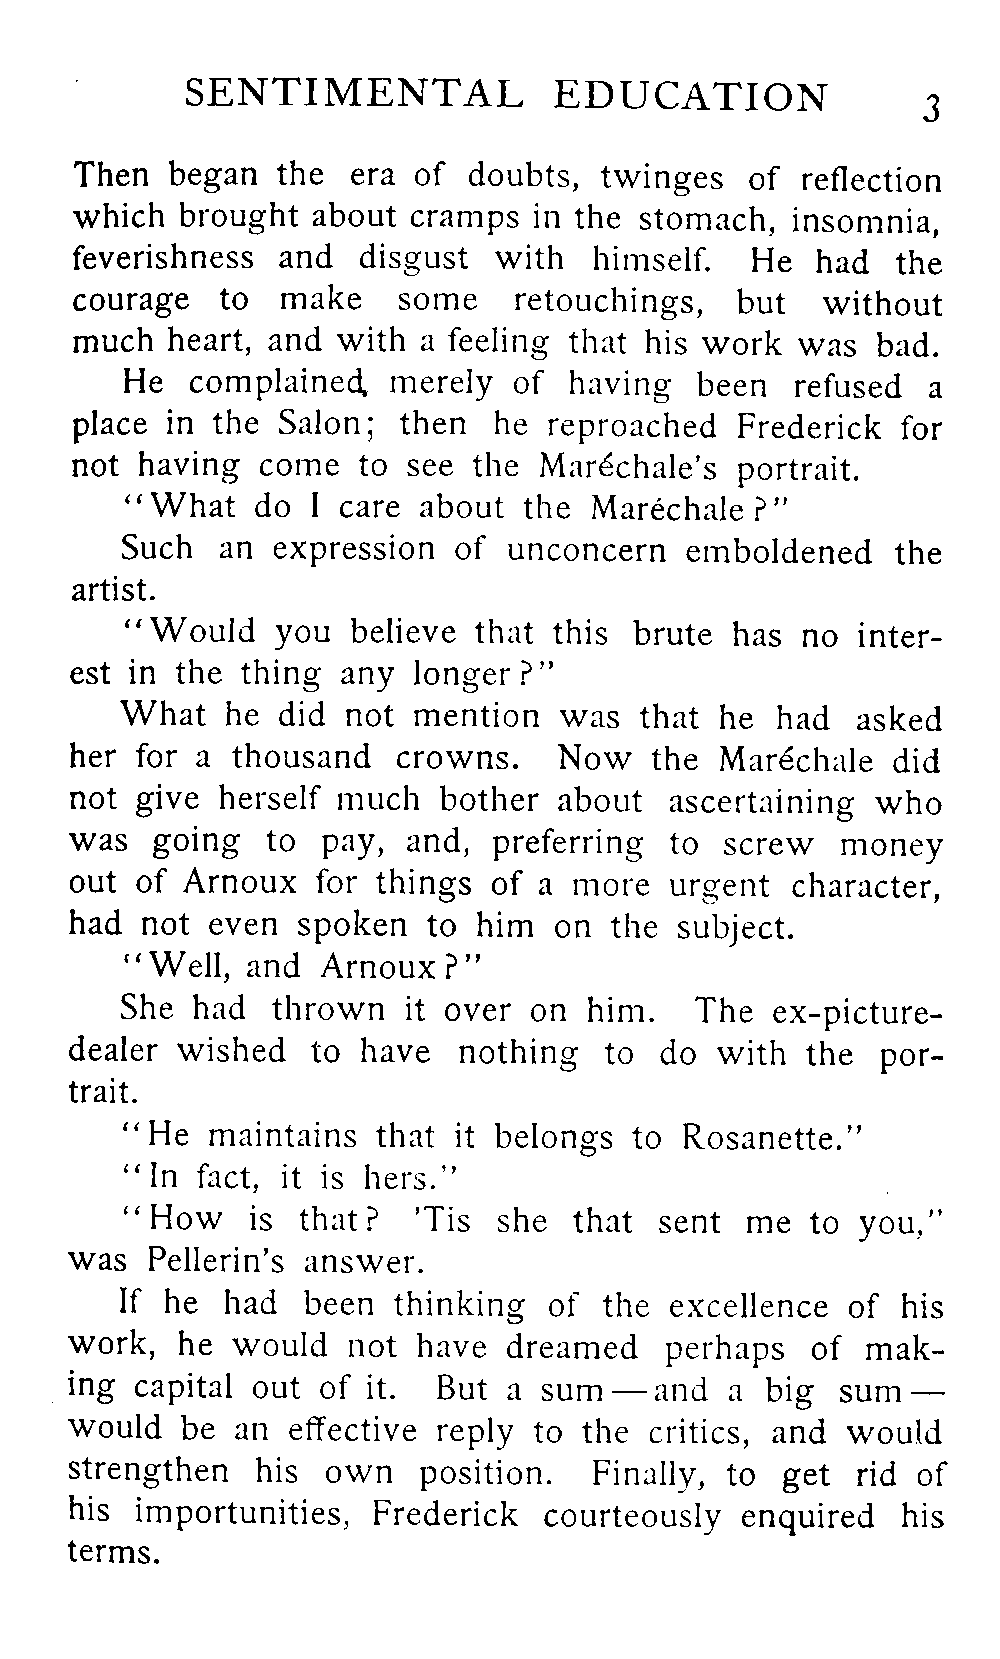 SENTIMENTAL EDUCATION 3
Then began the era of doubts, twinges of reflection
which brought about cramps in the stomach, insomnia,
feverishness and disgust with himself. He had the
courage to make some retouchings, but without
much heart, and with a feeling that his work was bad.
He complained merely of having been refused a
place in the Salon; then he reproached Frederick for
not having come to see the Maréchale's portrait.
"What do I care about the Maréchale?"
Such an expression of unconcern emboldened the
artist.
"Would you believe that this brute has no inter-
est in the thing any longer?"
What he did not mention was that he had asked
her for a thousand crowns. Now the Maréchale did
not give herself much bother about ascertaining who
was going to pay, and, preferring to screw money
out of Arnoux for things of a more urgent character,
had not even spoken to him on the subject.
"Well, and Arnoux?"
She had thrown it over on him. The ex-picture-
dealer wished to have nothing to do with the por-
trait.
"He maintains that it belongs to Rosanette."
"In fact, it is hers."
"How is that? 'Tis she that sent me to you,"
was Pellerin's answer.
If he had been thinking of the excellence of his
work, he would not have dreamed perhaps of mak-
ing capital out of it. But a sum—and a big sum—
would be an effective reply to the critics, and would
strengthen his own position. Finally, to get rid of
his importunities, Frederick courteously enquired his
terms.